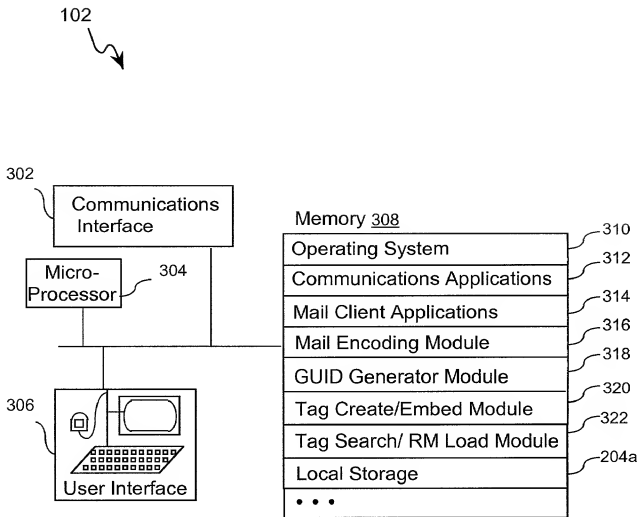 102
302
Communications
Interface
Micro-
Processor
304
306
User Interface
Memory 308
Operating System
310
Communications Applications
312
Mail Client Applications
314
Mail Encoding Module
316
GUID Generator Module
318
Tag Create/Embed Module
320
Tag Search/ RM Load Module
322
Local Storage
204a
• • •